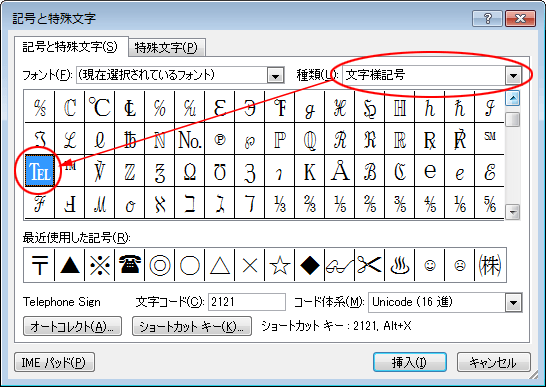 記号と特殊文字
記号と特殊文字(S) 特殊文字(P)
フォント(F): (現在選択されているフォント) 種類(U): 文字様記号
℁ ℂ ℃ ℄ ℅ ℆ ℇ ℈ ℉ ℊ ℋ ℌ ℍ ℎ ℏ ℐ
ℑ ℒ ℓ ℔ ℕ № ℗ ℘ ℙ ℚ ℛ ℜ ℝ ℞ ℟ ℠
℡ ™ ℣ ℤ ℥ Ω ℧ ℨ ℩ K Å ℬ ℭ ℮ ℯ ℰ
ℱ Ⅎ ℳ ℴ ℵ ℶ ℷ ℸ ⅓ ⅔ ⅕ ⅖ ⅗ ⅘ ⅙ ⅚
最近使用した記号(R):
〒 ▲ ※ ☎ ◎ ○ △ × ☆ ◆ 👓 ✂ ♨ ☺ ☹ ㈱
Telephone Sign 文字コード(C): 2121 コード体系(M): Unicode (16 進)
オートコレクト(A)... ショートカット キー(K)... ショートカット キー : 2121, Alt+X
IME パッド(P) 挿入(I) キャンセル